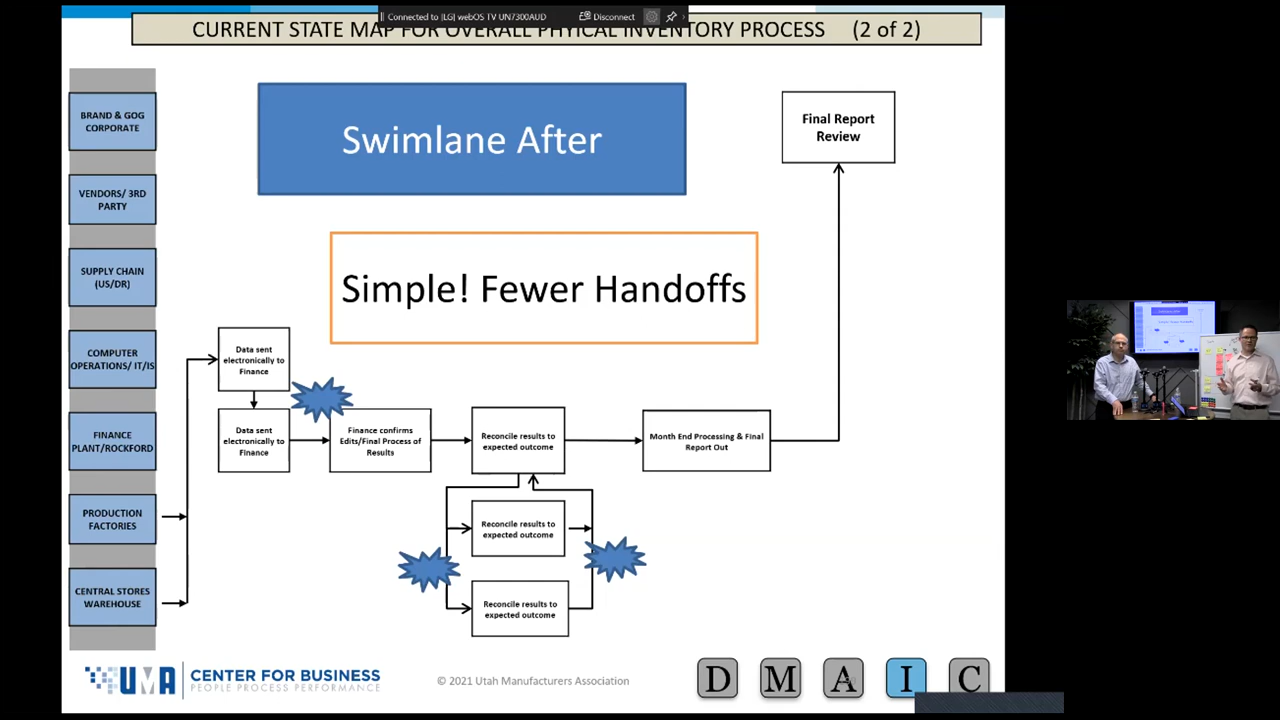 Connected to [LG] webOS TV UN7300AUD
Disconnect
CURRENT STATE MAP FOR OVERALL PHYICAL INVENTORY PROCESS (2 of 2)
BRAND & GOG
CORPORATE
VENDORS/ 3RD
PARTY
SUPPLY CHAIN
(US/DR)
COMPUTER
OPERATIONS/ IT/IS
FINANCE
PLANT/ROCKFORD
PRODUCTION
FACTORIES
CENTRAL STORES
WAREHOUSE
Swimlane After
Simple! Fewer Handoffs
Final Report
Review
Data sent
electronically to
Finance
Data sent
electronically to
Finance
Finance confirms
Edits/Final Process of
Results
Reconcile results to
expected outcome
Month End Processing & Final
Report Out
Reconcile results to
expected outcome
Reconcile results to
expected outcome
UMA
CENTER FOR BUSINESS
PEOPLE PROCESS PERFORMANCE
© 2021 Utah Manufacturers Association
D M A I C